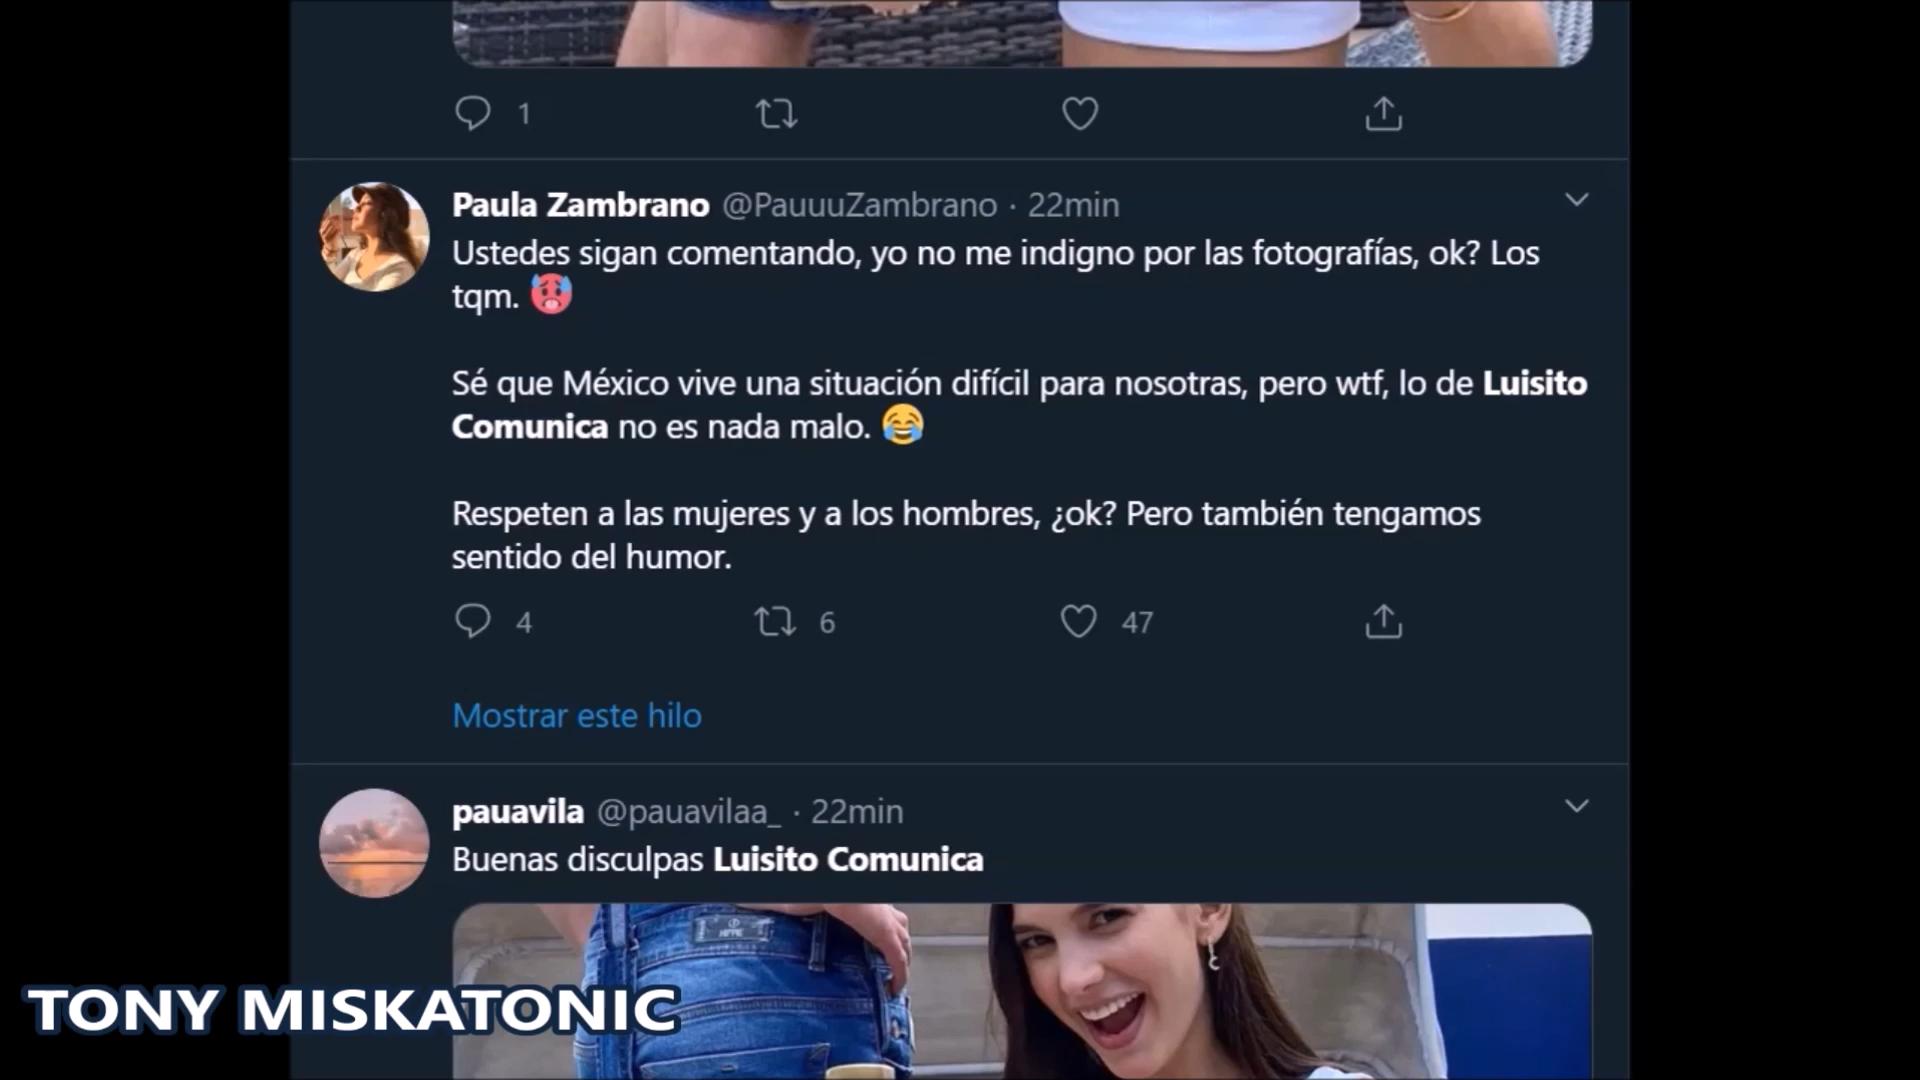 1
Paula Zambrano @PauuuZambrano · 22min
Ustedes sigan comentando, yo no me indigno por las fotografías, ok? Los
tqm. 🥵
Sé que México vive una situación difícil para nosotras, pero wtf, lo de Luisito
Comunica no es nada malo. 😂
Respeten a las mujeres y a los hombres, ¿ok? Pero también tengamos
sentido del humor.
4 6 47
Mostrar este hilo
pauavila @pauavilaa_ · 22min
Buenas disculpas Luisito Comunica
TONY MISKATONIC